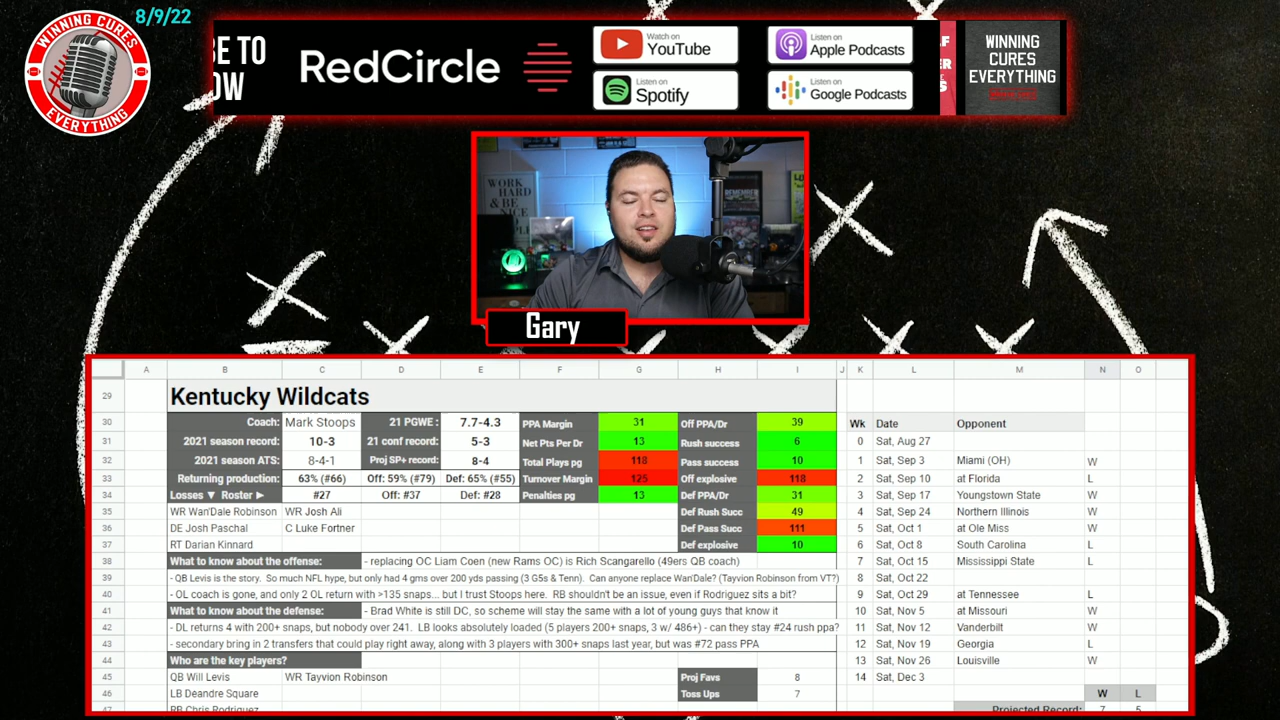 8/9/22
WINNING CURES
EVERYTHING
BE TO
OW
RedCircle
Watch on
YouTube
Listen on
Spotify
Listen on
Apple Podcasts
Listen on
Google Podcasts
WINNING
CURES
EVERYTHING
WORK
HARD
& BE
NICE
REMEMBER
Gary
A B C D E F G H I J K L M N O
29 Kentucky Wildcats
30 Coach: Mark Stoops 21 PGWE : 7.7-4.3 PPA Margin 31 Off PPA/Dr 39 Wk Date Opponent
31 2021 season record: 10-3 21 conf record: 5-3 Net Pts Per Dr 13 Rush success 6 0 Sat, Aug 27
32 2021 season ATS: 8-4-1 Proj SP+ record: 8-4 Total Plays pg 118 Pass success 10 1 Sat, Sep 3 Miami (OH) W
33 Returning production: 63% (#66) Off: 59% (#79) Def: 65% (#55) Turnover Margin 125 Off explosive 118 2 Sat, Sep 10 at Florida L
34 Losses ▼ Roster ► #27 Off: #37 Def: #28 Penalties pg 13 Def PPA/Dr 31 3 Sat, Sep 17 Youngstown State W
35 WR Wan'Dale Robinson WR Josh Ali Def Rush Succ 49 4 Sat, Sep 24 Northern Illinois W
36 DE Josh Paschal C Luke Fortner Def Pass Succ 111 5 Sat, Oct 1 at Ole Miss W
37 RT Darian Kinnard Def explosive 10 6 Sat, Oct 8 South Carolina L
38 What to know about the offense: - replacing OC Liam Coen (new Rams OC) is Rich Scangarello (49ers QB coach) 7 Sat, Oct 15 Mississippi State L
39 - QB Levis is the story. So much NFL hype, but only had 4 gms over 200 yds passing (3 G5s & Tenn). Can anyone replace Wan'Dale? (Tayvion Robinson from VT?) 8 Sat, Oct 22
40 - OL coach is gone, and only 2 OL return with >135 snaps... but I trust Stoops here. RB shouldn't be an issue, even if Rodriguez sits a bit? 9 Sat, Oct 29 at Tennessee L
41 What to know about the defense: - Brad White is still DC, so scheme will stay the same with a lot of young guys that know it 10 Sat, Nov 5 at Missouri W
42 - DL returns 4 with 200+ snaps, but nobody over 241. LB looks absolutely loaded (5 players 200+ snaps, 3 w/ 486+) - can they stay #24 rush ppa? 11 Sat, Nov 12 Vanderbilt W
43 - secondary bring in 2 transfers that could play right away, along with 3 players with 300+ snaps last year, but was #72 pass PPA 12 Sat, Nov 19 Georgia L
44 Who are the key players? 13 Sat, Nov 26 Louisville W
45 QB Will Levis WR Tayvion Robinson Proj Favs 8 14 Sat, Dec 3
46 LB Deandre Square Toss Ups 7 W L
47 RB Chris Rodriguez Projected Record: 7 5